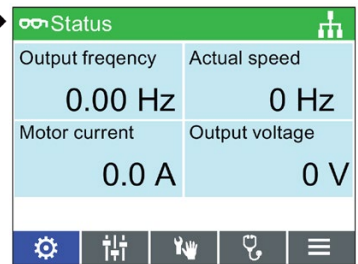 Status
Output freqency
Actual speed
0.00 Hz
0 Hz
Motor current
Output voltage
0.0 A
0 V